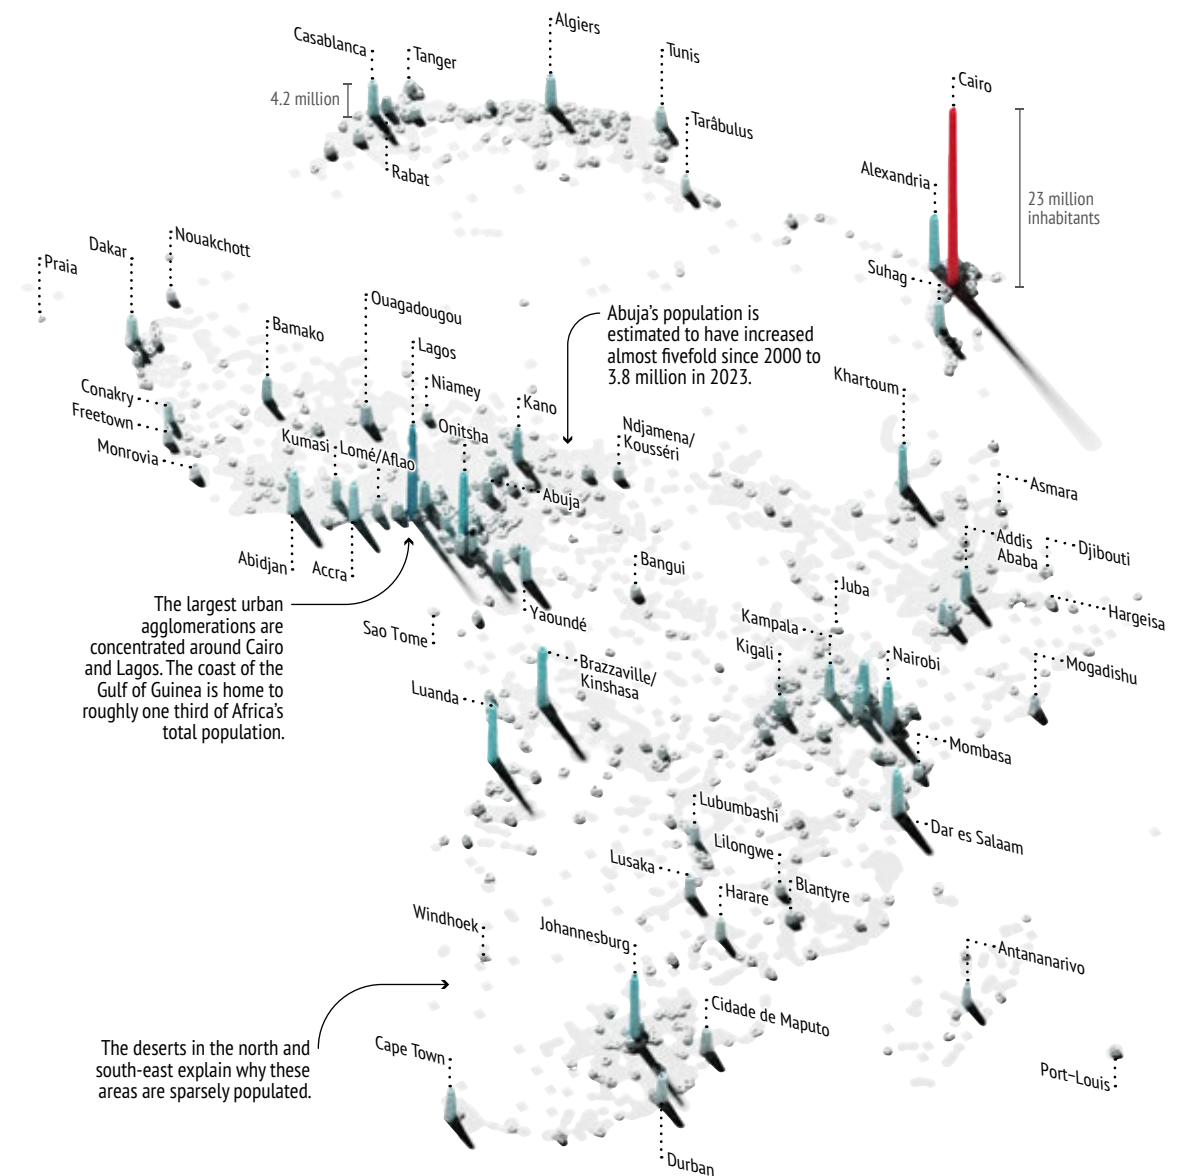 Algiers
Casablanca
Tanger
Tunis
Cairo
4.2 million
Tarâbulus
Rabat
Alexandria
23 million
inhabitants
Nouakchott
Dakar
Praia
Suhag
Ouagadougou
Abuja's population is
estimated to have increased
almost fivefold since 2000 to
3.8 million in 2023.
Bamako
Lagos
Niamey
Khartoum
Conakry
Kano
Freetown
Ndjamena/
Kousséri
Onitsha
Kumasi
Lomé/Aflao
Monrovia
Abuja
Asmara
Addis
Ababa
Djibouti
Abidjan
Accra
Bangui
Juba
The largest urban
agglomerations are
concentrated around Cairo
and Lagos. The coast of the
Gulf of Guinea is home to
roughly one third of Africa's
total population.
Yaoundé
Sao Tome
Kampala
Hargeisa
Kigali
Nairobi
Brazzaville/
Kinshasa
Mogadishu
Luanda
Mombasa
Lubumbashi
Dar es Salaam
Lilongwe
Lusaka
Harare
Blantyre
Windhoek
Johannesburg
Antananarivo
Cidade de Maputo
The deserts in the north and
south-east explain why these
areas are sparsely populated.
Cape Town
Port-Louis
Durban